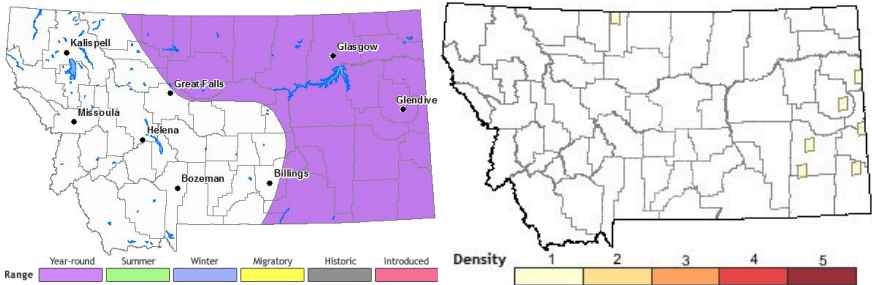 Kalispell
Glasgow
Great Falls
Glendive
Missoula
Helena
Bozeman
Billings
Range Year-round Summer Winter Migratory Historic Introduced
Density 1 2 3 4 5